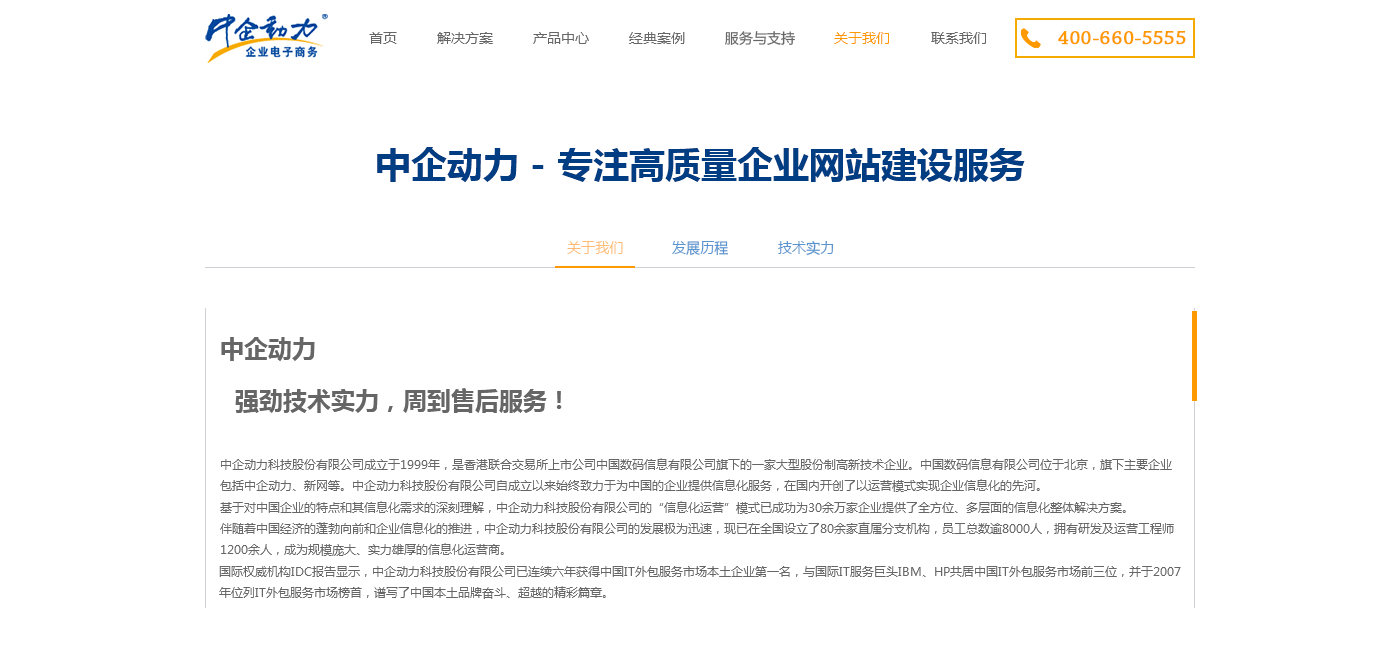 中企动力®
企业电子商务
首页 解决方案 产品中心 经典案例 服务与支持 关于我们 联系我们 400-660-5555
中企动力 - 专注高质量企业网站建设服务
关于我们 发展历程 技术实力
中企动力
强劲技术实力，周到售后服务！
中企动力科技股份有限公司成立于1999年，是香港联合交易所上市公司中国数码信息有限公司旗下的一家大型股份制高新技术企业。中国数码信息有限公司位于北京，旗下主要企业
包括中企动力、新网等。中企动力科技股份有限公司自成立以来始终致力于为中国的企业提供信息化服务，在国内开创了以运营模式实现企业信息化的先河。
基于对中国企业的特点和其信息化需求的深刻理解，中企动力科技股份有限公司的“信息化运营”模式已成功为30余万家企业提供了全方位、多层面的信息化整体解决方案。
伴随着中国经济的蓬勃向前和企业信息化的推进，中企动力科技股份有限公司的发展极为迅速，现已在全国设立了80余家直属分支机构，员工总数逾8000人，拥有研发及运营工程师
1200余人，成为规模庞大、实力雄厚的信息化运营商。
国际权威机构IDC报告显示，中企动力科技股份有限公司已连续六年获得中国IT外包服务市场本土企业第一名，与国际IT服务巨头IBM、HP共居中国IT外包服务市场前三位，并于2007
年位列IT外包服务市场榜首，谱写了中国本土品牌奋斗、超越的精彩篇章。